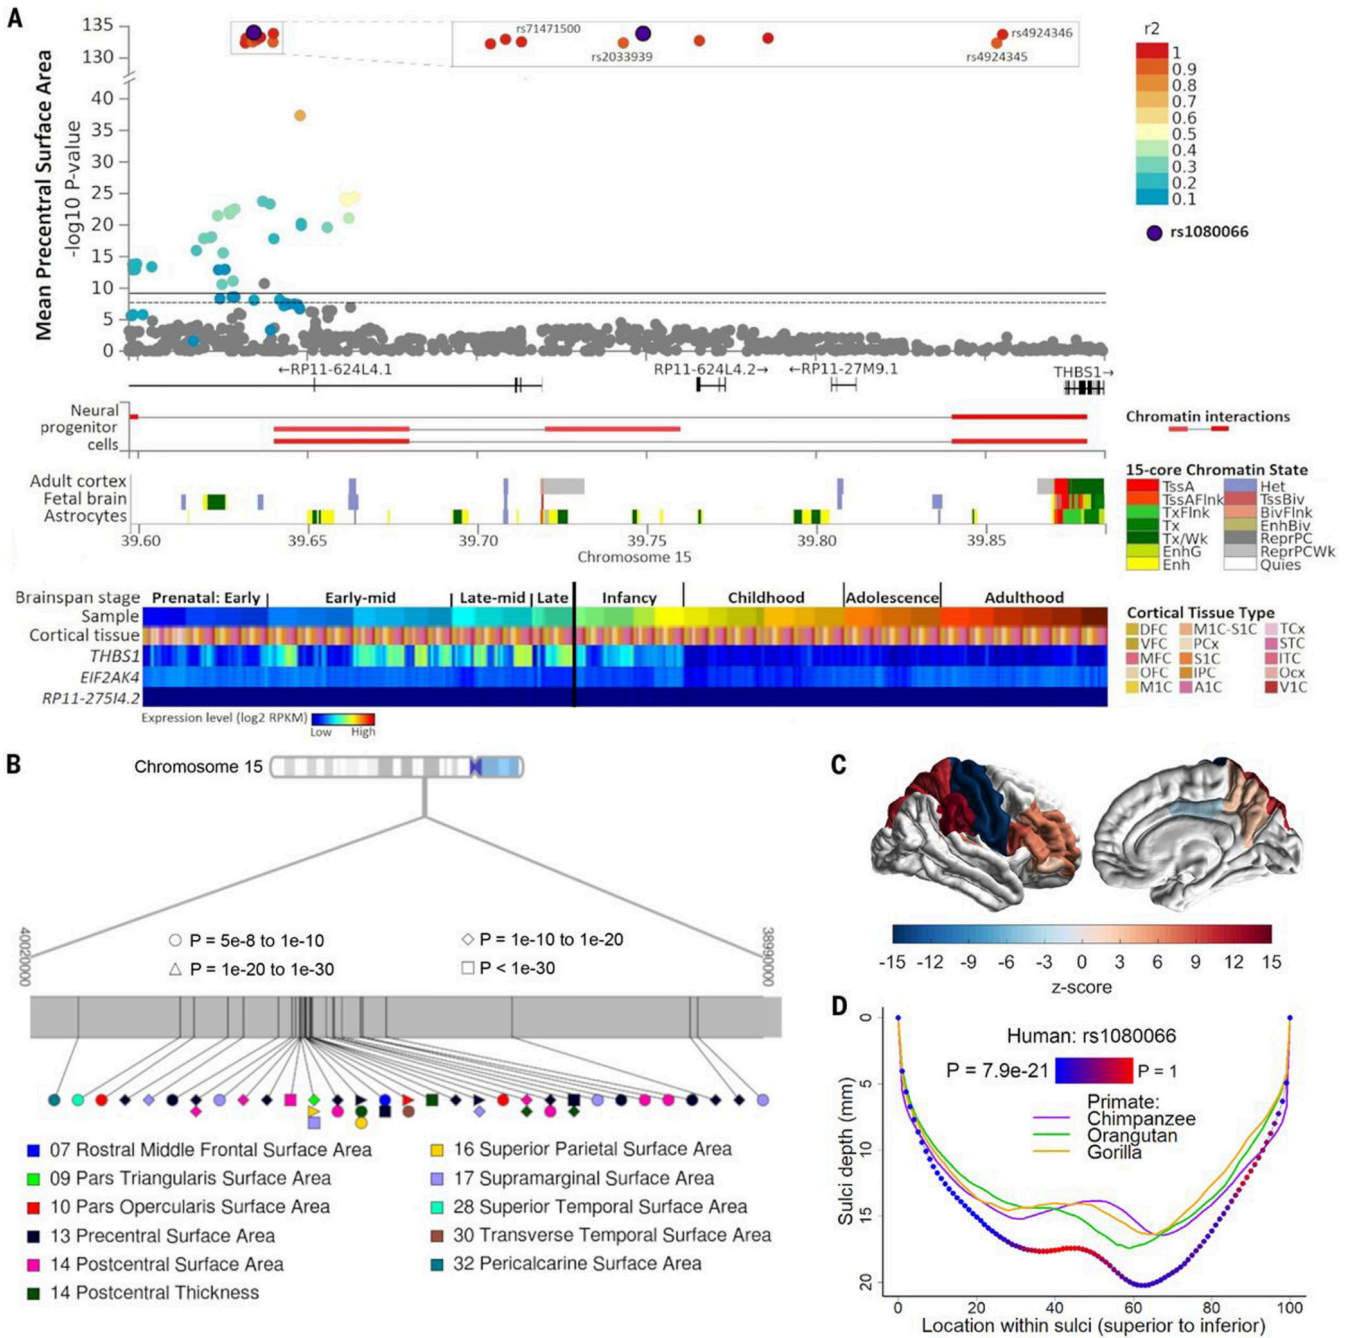 A
Mean Precentral Surface Area
-log10 P-value
135
130
40
35
30
25
20
15
10
5
0
rs71471500
rs2033939
rs4924346
rs4924345
r2
1
0.9
0.8
0.7
0.6
0.5
0.4
0.3
0.2
0.1
rs1080066
←RP11-624L4.1
RP11-624L4.2→
←RP11-27M9.1
THBS1→
Neural
progenitor
cells
Chromatin interactions
Adult cortex
Fetal brain
Astrocytes
39.60
39.65
39.70
39.75
39.80
39.85
Chromosome 15
15-core Chromatin State
TssA
TssAFlnk
TxFlnk
Tx
Tx/Wk
EnhG
Enh
Het
TssBiv
BivFlnk
EnhBiv
ReprPC
ReprPCWk
Quies
Brainspan stage
Prenatal: Early
Early-mid
Late-mid
Late
Infancy
Childhood
Adolescence
Adulthood
Sample
Cortical tissue
THBS1
EIF2AK4
RP11-275I4.2
Expression level (log2 RPKM)
Low
High
Cortical Tissue Type
DFC
VFC
MFC
OFC
M1C
M1C-S1C
PCx
S1C
IPC
A1C
TCx
STC
ITC
Ocx
V1C
B
Chromosome 15
40020000
38990000
P = 5e-8 to 1e-10
P = 1e-10 to 1e-20
P = 1e-20 to 1e-30
P < 1e-30
07 Rostral Middle Frontal Surface Area
09 Pars Triangularis Surface Area
10 Pars Opercularis Surface Area
13 Precentral Surface Area
14 Postcentral Surface Area
14 Postcentral Thickness
16 Superior Parietal Surface Area
17 Supramarginal Surface Area
28 Superior Temporal Surface Area
30 Transverse Temporal Surface Area
32 Pericalcarine Surface Area
C
-15
-12
-9
-6
-3
0
3
6
9
12
15
z-score
D
Sulci depth (mm)
0
5
10
15
20
Human: rs1080066
P = 7.9e-21
P = 1
Primate:
Chimpanzee
Orangutan
Gorilla
0
20
40
60
80
100
Location within sulci (superior to inferior)